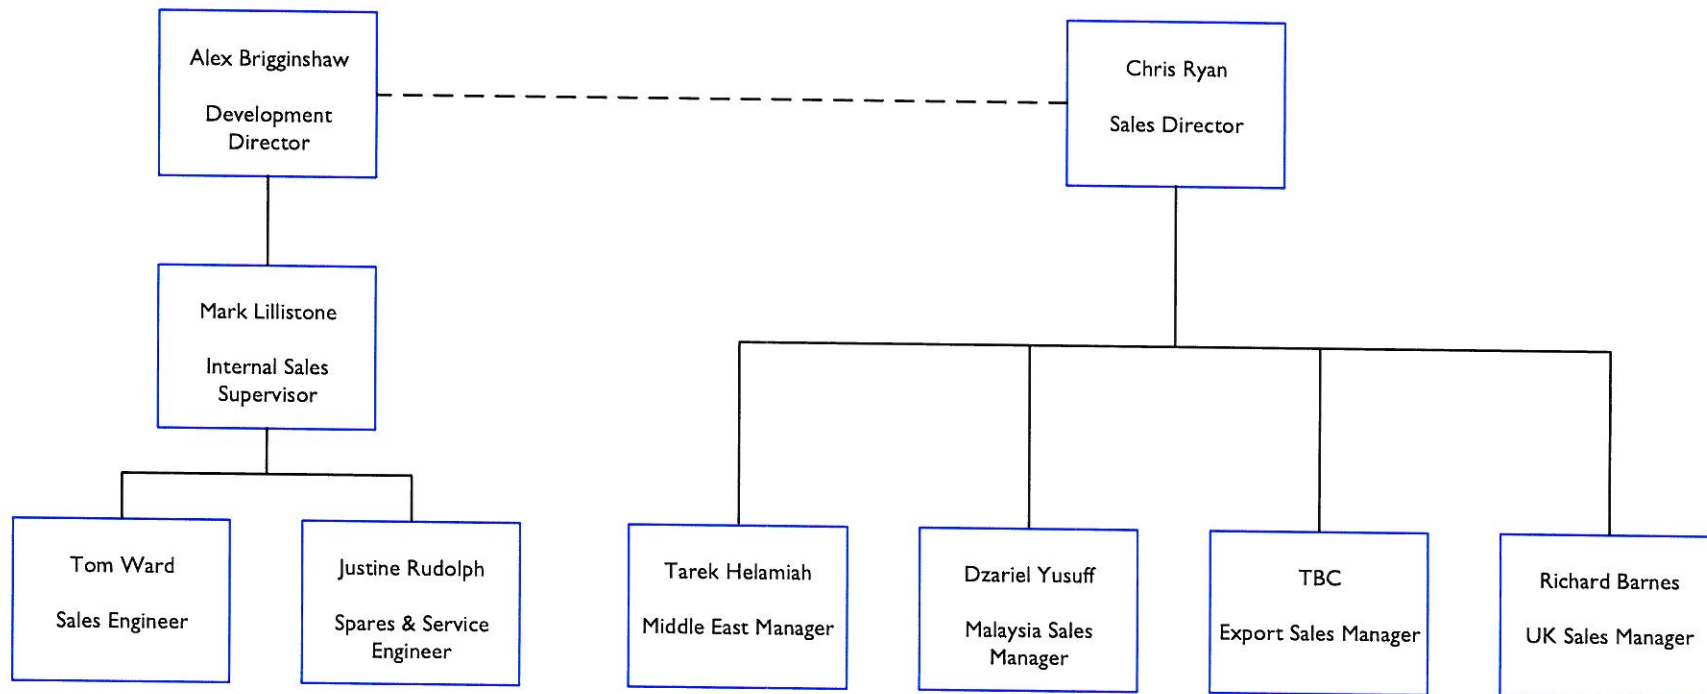 Alex Brigginshaw
Development
Director
Chris Ryan
Sales Director
Mark Lillistone
Internal Sales
Supervisor
Tom Ward
Sales Engineer
Justine Rudolph
Spares & Service
Engineer
Tarek Helamiah
Middle East Manager
Dzariel Yusuff
Malaysia Sales
Manager
TBC
Export Sales Manager
Richard Barnes
UK Sales Manager